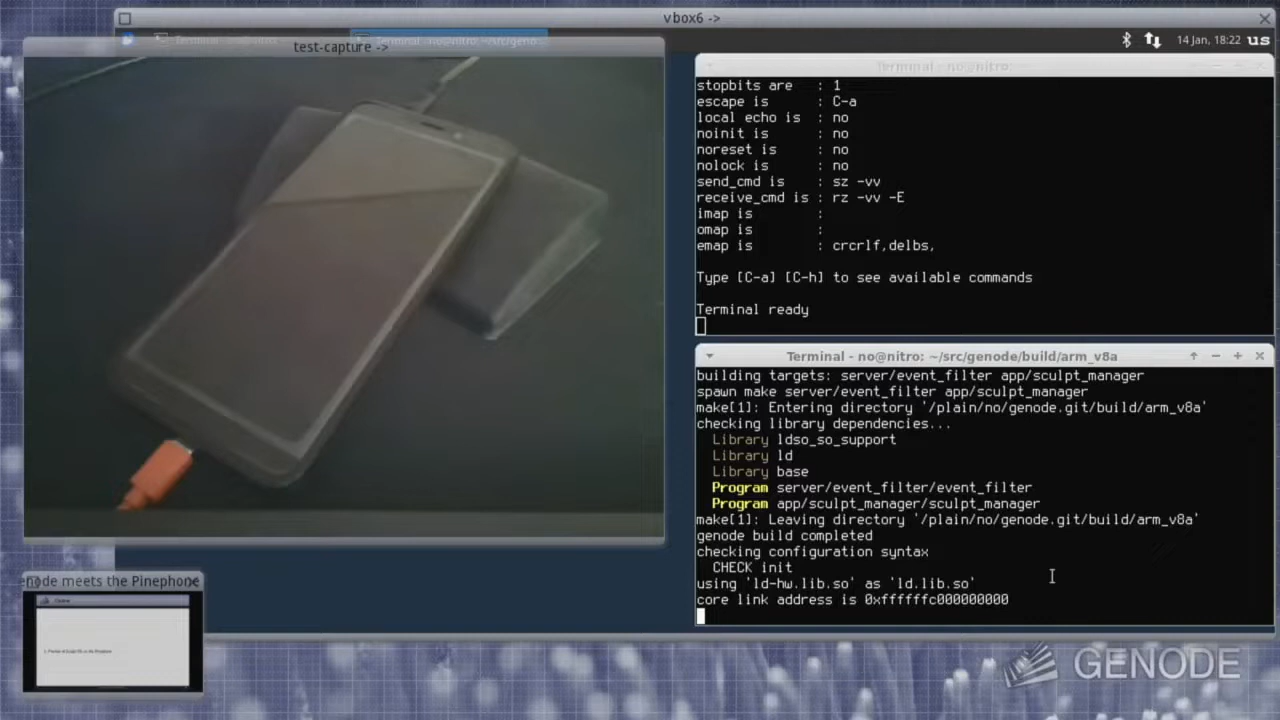 vbox6 ->
14 Jan, 18:22 us
test-capture ->
stopbits are : 1
escape is : C-a
local echo is : no
noinit is : no
noreset is : no
nolock is : no
send_cmd is : sz -vv
receive_cmd is : rz -vv -E
imap is :
omap is :
emap is : crcrlf,delbs,
Type [C-a] [C-h] to see available commands
Terminal ready
Terminal - no@nitro: ~/src/genode/build/arm_v8a
building targets: server/event_filter app/sculpt_manager
spawn make server/event_filter app/sculpt_manager
make[1]: Entering directory '/plain/no/genode.git/build/arm_v8a'
checking library dependencies...
Library ldso_so_support
Library ld
Library base
Program server/event_filter/event_filter
Program app/sculpt_manager/sculpt_manager
make[1]: Leaving directory '/plain/no/genode.git/build/arm_v8a'
genode build completed
checking configuration syntax
CHECK init
using 'ld-hw.lib.so' as 'ld.lib.so'
core link address is 0xffffffc000000000
node meets the Pinephone
GENODE